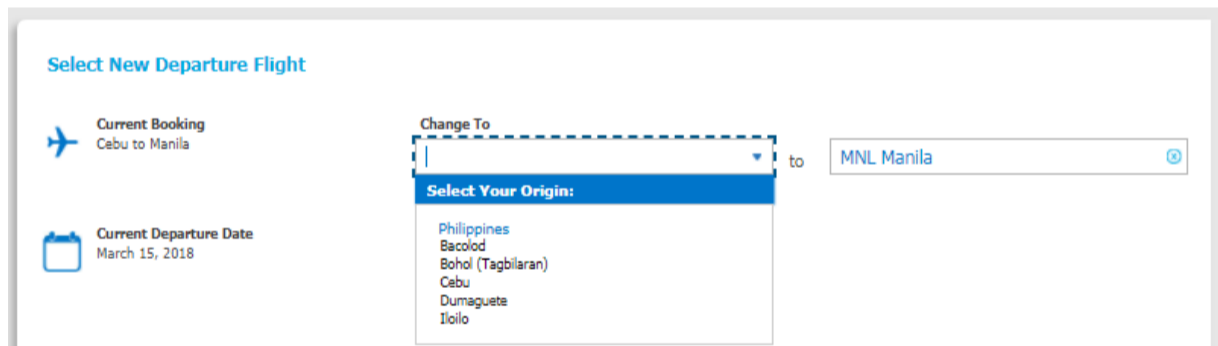 Select New Departure Flight
Current Booking
Cebu to Manila
Change To
to
MNL Manila
Select Your Origin:
Philippines
Bacolod
Bohol (Tagbilaran)
Cebu
Dumaguete
Iloilo
Current Departure Date
March 15, 2018